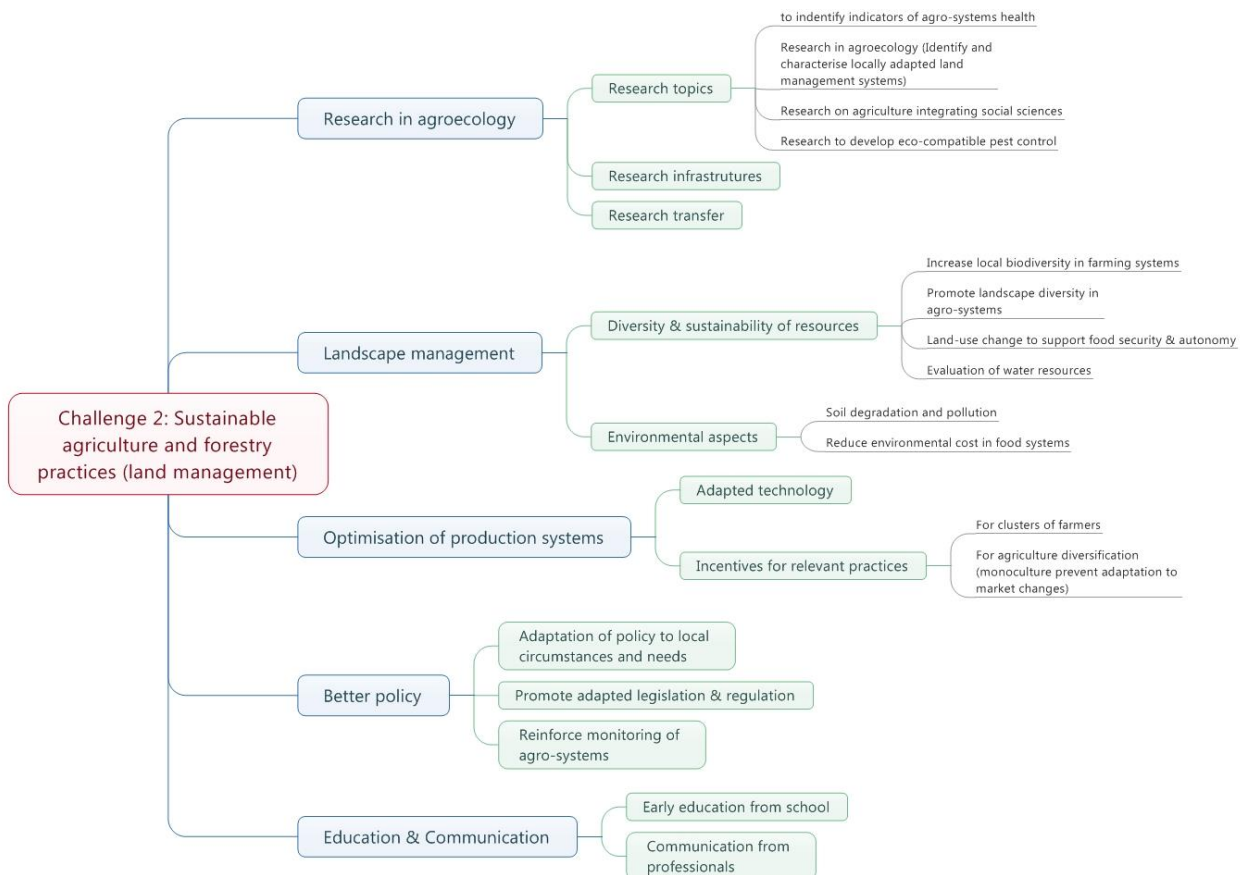 Challenge 2: Sustainable
agriculture and forestry
practices (land management)
Research in agroecology
Research topics
to indentify indicators of agro-systems health
Research in agroecology (Identify and
characterise locally adapted land
management systems)
Research on agriculture integrating social sciences
Research to develop eco-compatible pest control
Research infrastrutures
Research transfer
Landscape management
Diversity & sustainability of resources
Increase local biodiversity in farming systems
Promote landscape diversity in
agro-systems
Land-use change to support food security & autonomy
Evaluation of water resources
Environmental aspects
Soil degradation and pollution
Reduce environmental cost in food systems
Optimisation of production systems
Adapted technology
Incentives for relevant practices
For clusters of farmers
For agriculture diversification
(monoculture prevent adaptation to
market changes)
Better policy
Adaptation of policy to local
circumstances and needs
Promote adapted legislation & regulation
Reinforce monitoring of
agro-systems
Education & Communication
Early education from school
Communication from
professionals